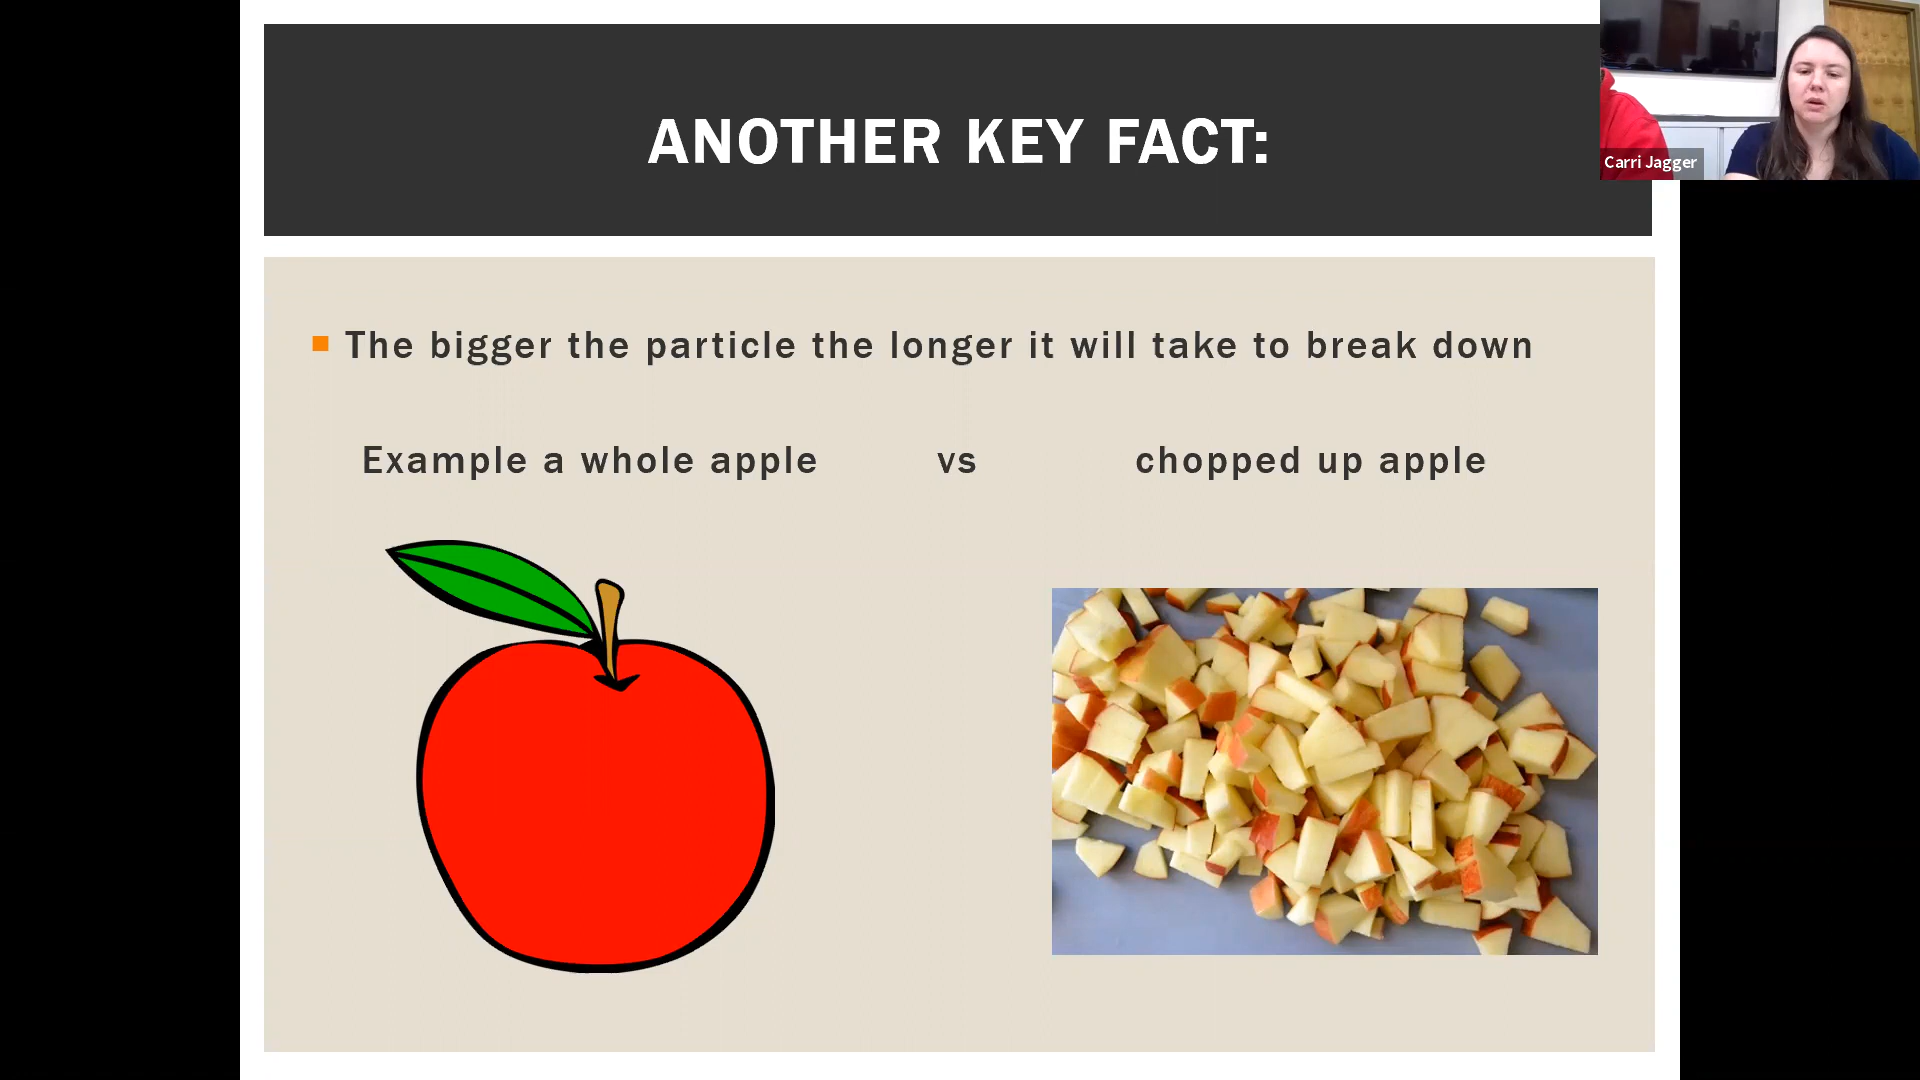 ANOTHER KEY FACT:
Carri Jagger
The bigger the particle the longer it will take to break down
Example a whole apple vs chopped up apple